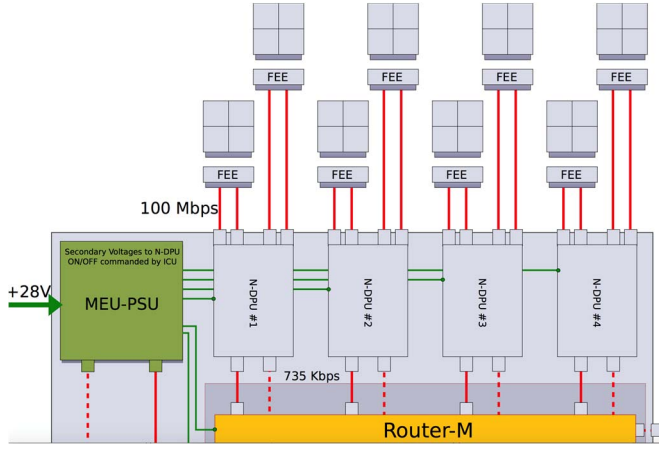 FEE
FEE
FEE
FEE
FEE
FEE
FEE
FEE
100 Mbps
Secondary Voltages to N-DPU
ON/OFF commanded by ICU
+28V
MEU-PSU
N-DPU #1
N-DPU #2
N-DPU #3
N-DPU #4
735 Kbps
Router-M